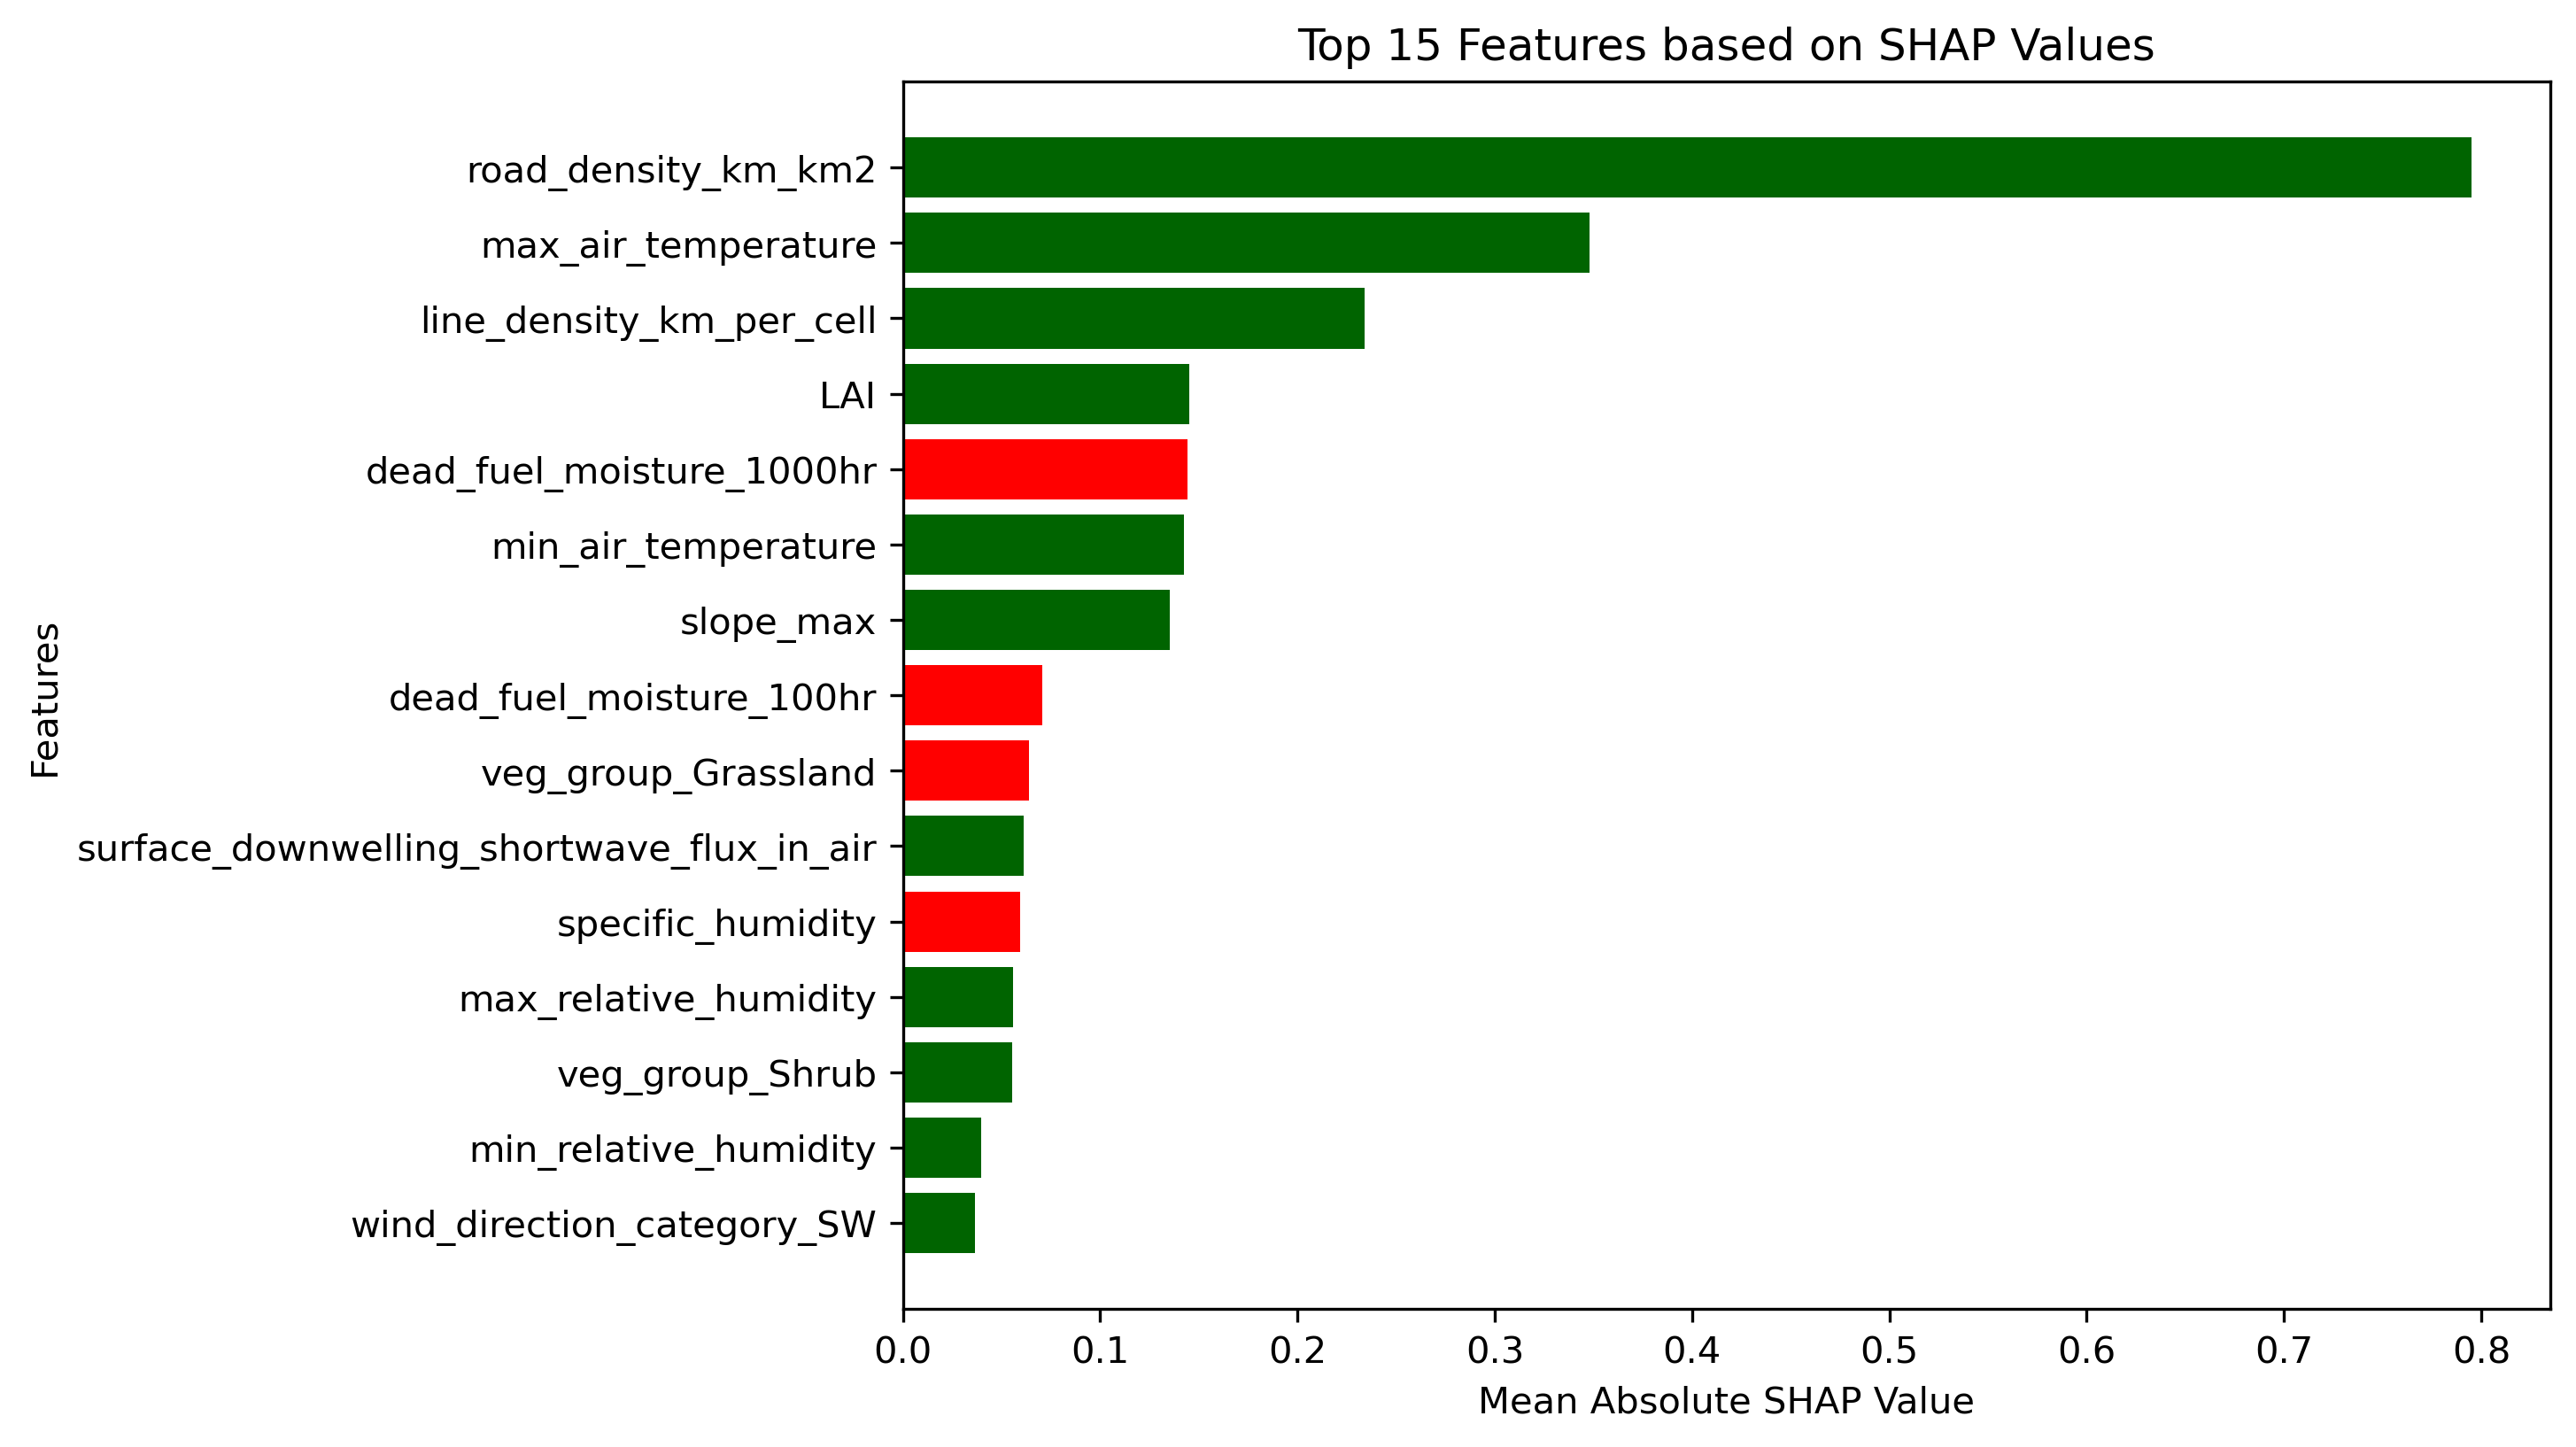 Top 15 Features based on SHAP Values
Features
road_density_km_km2
max_air_temperature
line_density_km_per_cell
LAI
dead_fuel_moisture_1000hr
min_air_temperature
slope_max
dead_fuel_moisture_100hr
veg_group_Grassland
surface_downwelling_shortwave_flux_in_air
specific_humidity
max_relative_humidity
veg_group_Shrub
min_relative_humidity
wind_direction_category_SW
0.0 0.1 0.2 0.3 0.4 0.5 0.6 0.7 0.8
Mean Absolute SHAP Value